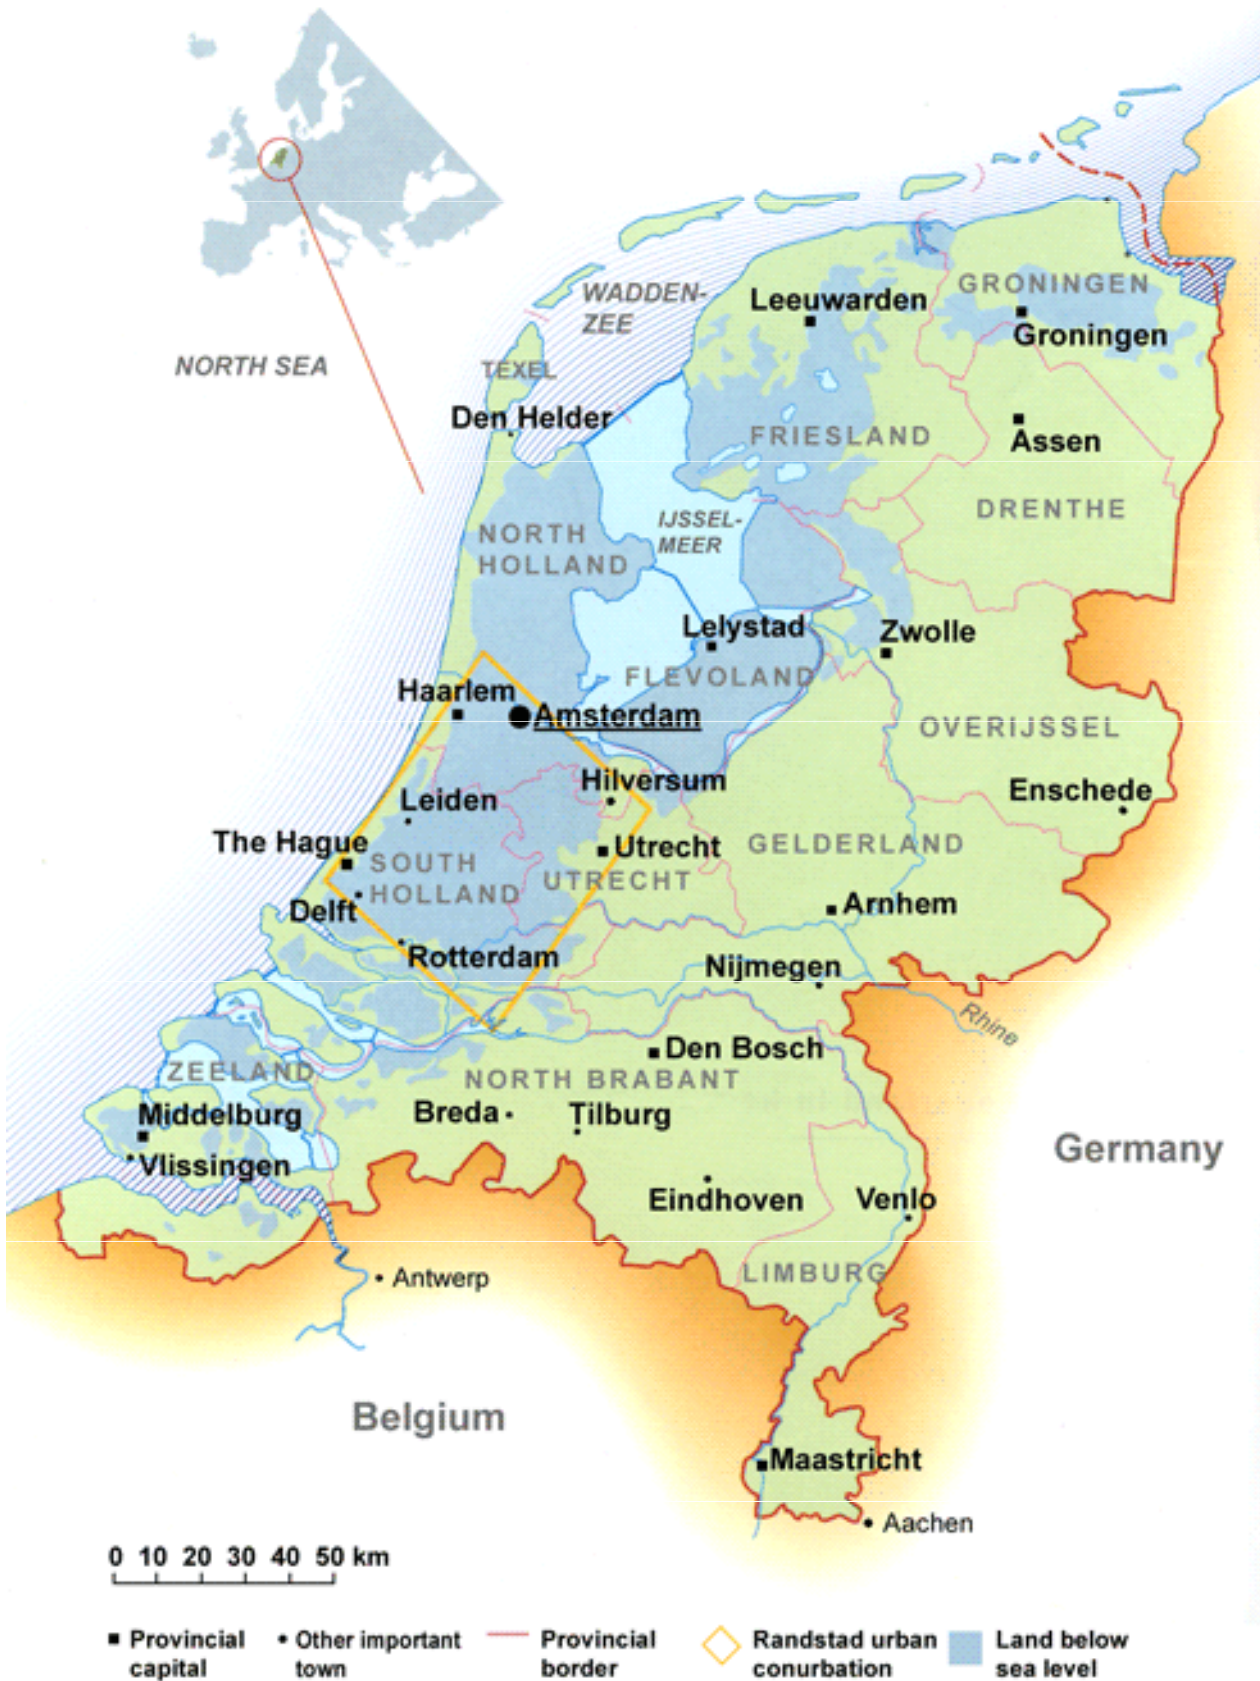 WADDEN-
ZEE
NORTH SEA
TEXEL
Den Helder
Leeuwarden
GRONINGEN
Groningen
FRIESLAND
Assen
DRENTHE
NORTH
HOLLAND
IJSSEL-
MEER
Lelystad
Zwolle
FLEVOLAND
Haarlem
Amsterdam
OVERIJSSEL
Hilversum
Enschede
Leiden
The Hague
Utrecht
GELDERLAND
SOUTH
HOLLAND
UTRECHT
Delft
Arnhem
Rotterdam
Nijmegen
Rhine
Den Bosch
ZEELAND
NORTH BRABANT
Middelburg
Breda
Tilburg
Germany
Vlissingen
Eindhoven
Venlo
Antwerp
LIMBURG
Belgium
Maastricht
Aachen
0 10 20 30 40 50 km
Provincial
capital
Other important
town
Provincial
border
Randstad urban
conurbation
Land below
sea level